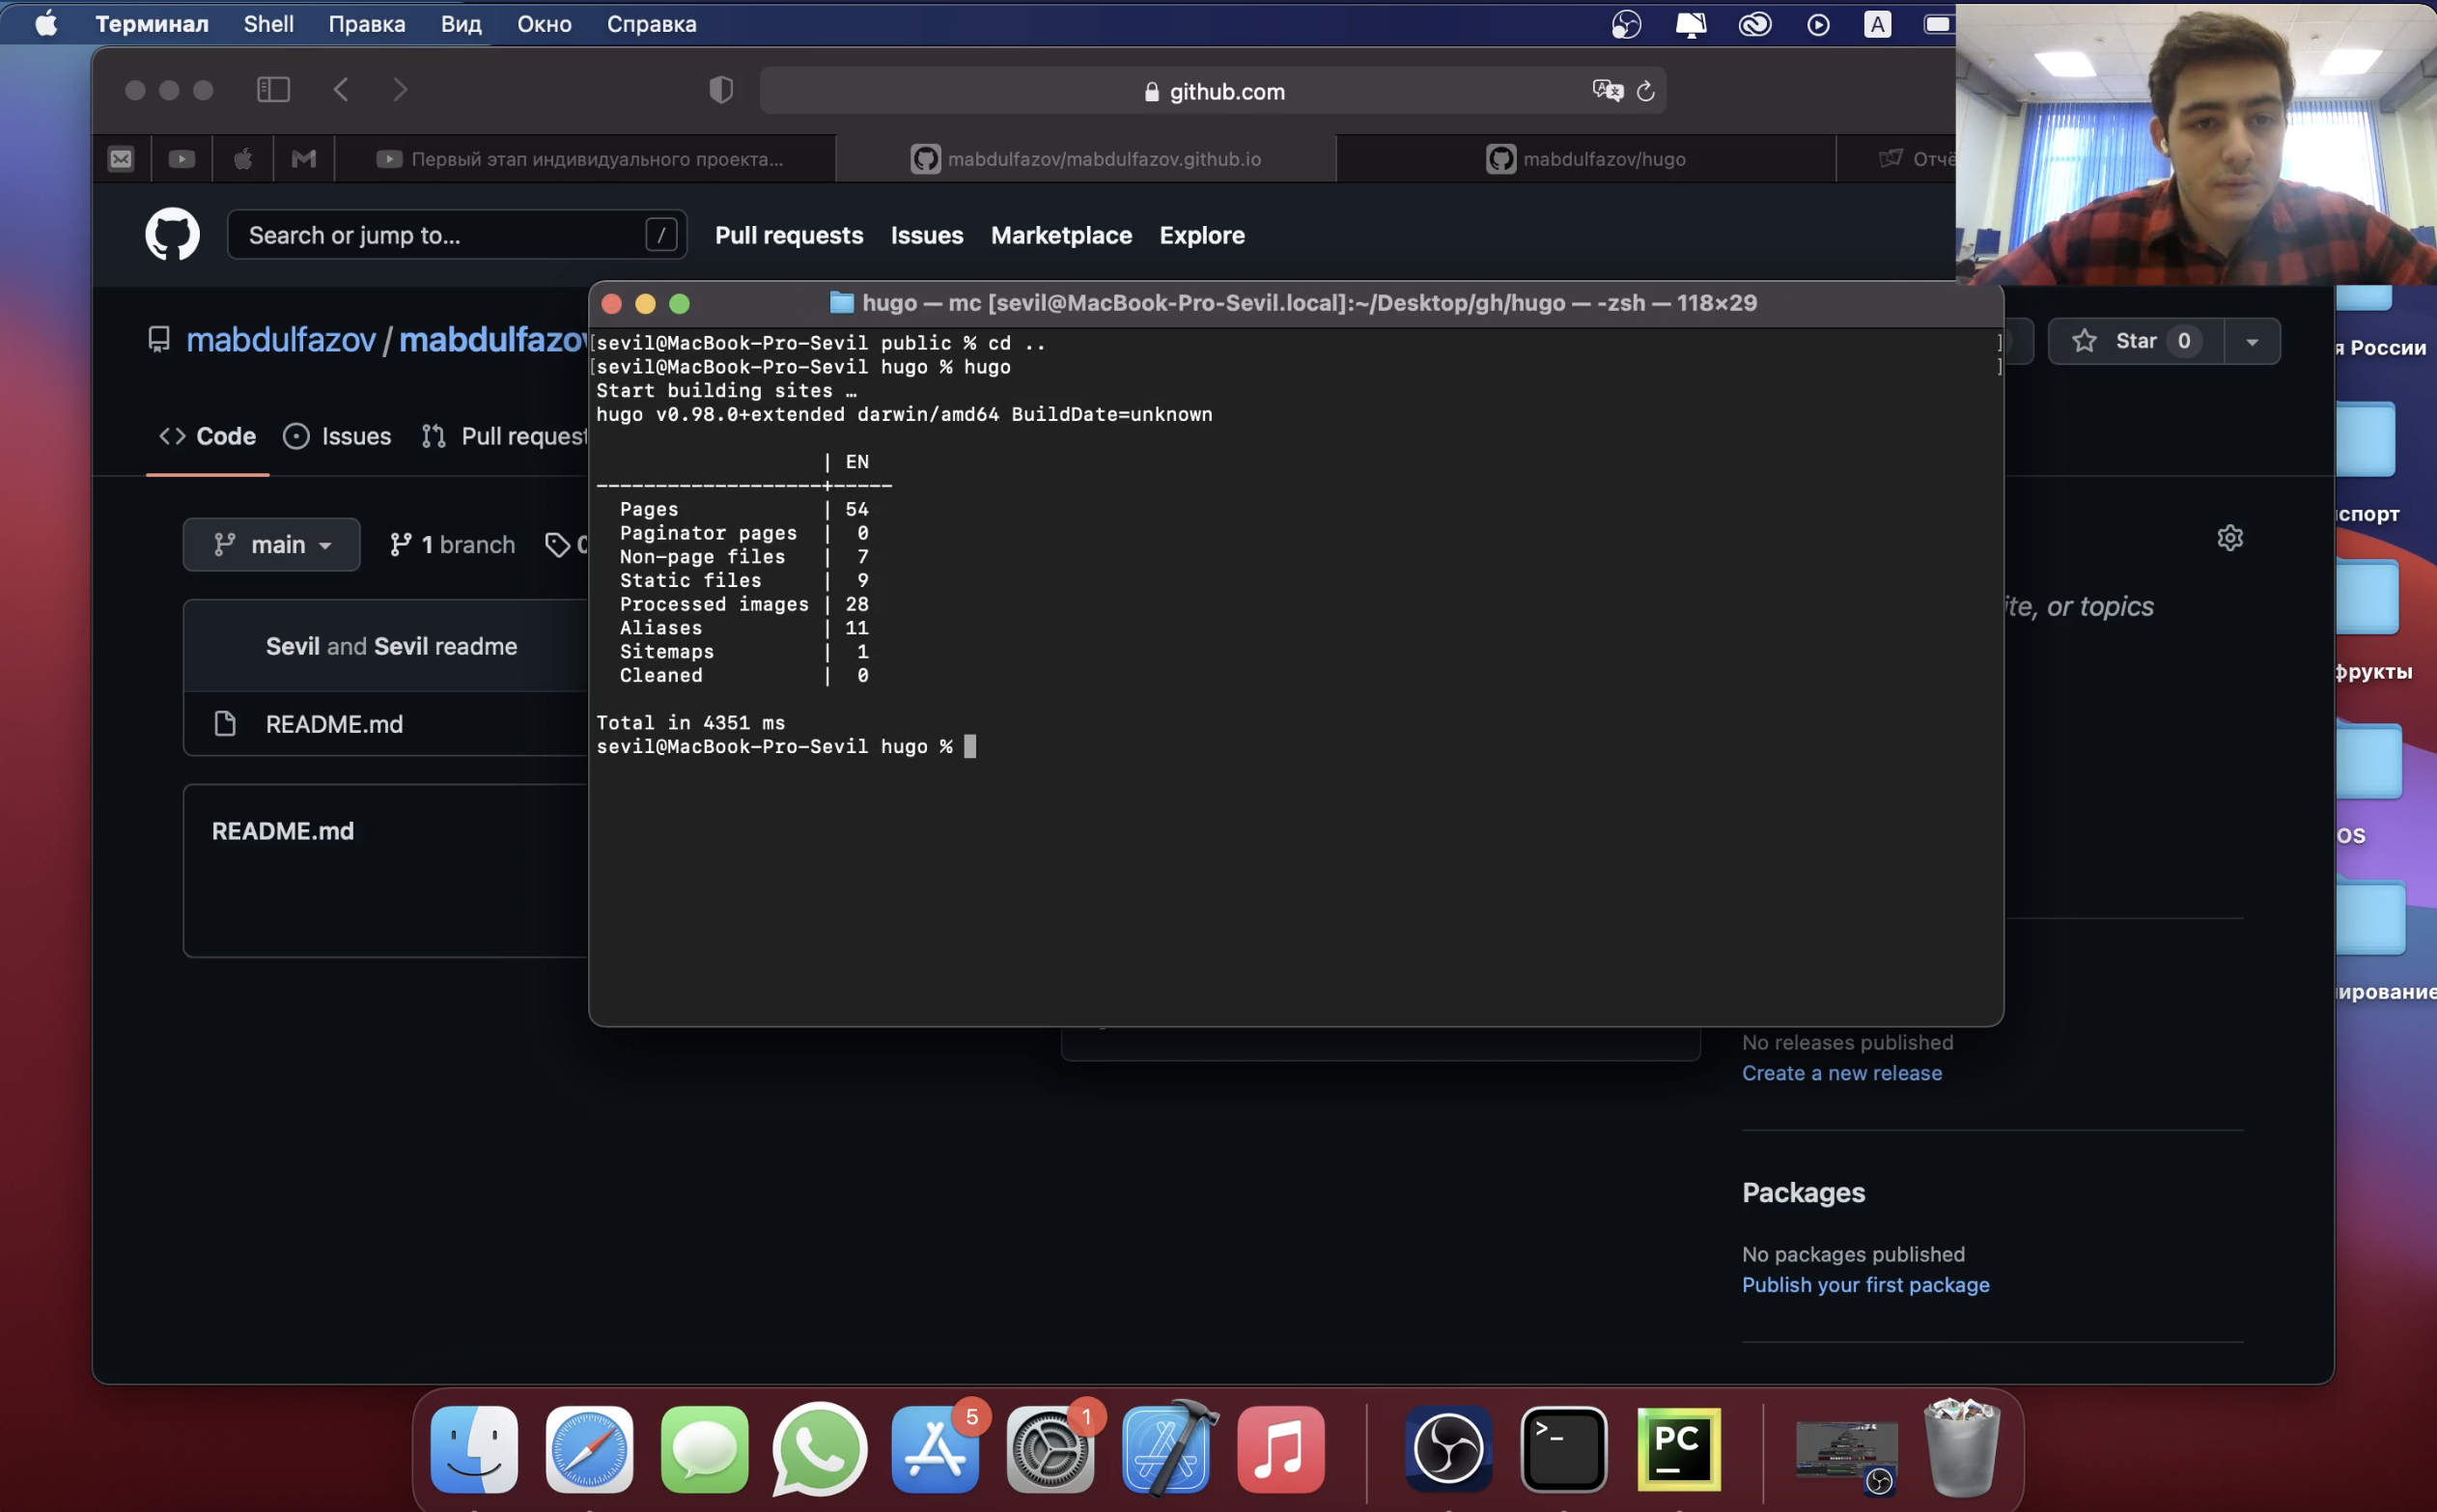 Терминал Shell Правка Вид Окно Справка
A
github.com
Первый этап индивидуального проекта... mabdulfazov/mabdulfazov.github.io mabdulfazov/hugo Отчё
Search or jump to... / Pull requests Issues Marketplace Explore
hugo — mc [sevil@MacBook-Pro-Sevil.local]:~/Desktop/gh/hugo — -zsh — 118×29
mabdulfazov / mabdulfazov
Star 0
я России
[sevil@MacBook-Pro-Sevil public % cd .. ]
[sevil@MacBook-Pro-Sevil hugo % hugo ]
Start building sites …
hugo v0.98.0+extended darwin/amd64 BuildDate=unknown
| EN
-------------------+-----
Pages | 54
Paginator pages | 0
Non-page files | 7
Static files | 9
Processed images | 28
Aliases | 11
Sitemaps | 1
Cleaned | 0
Total in 4351 ms
sevil@MacBook-Pro-Sevil hugo %
<> Code Issues Pull request
main 1 branch 0
Sevil and Sevil readme
README.md
README.md
ite, or topics
спорт
фрукты
OS
ирование
No releases published
Create a new release
Packages
No packages published
Publish your first package
5
1
>_
PC